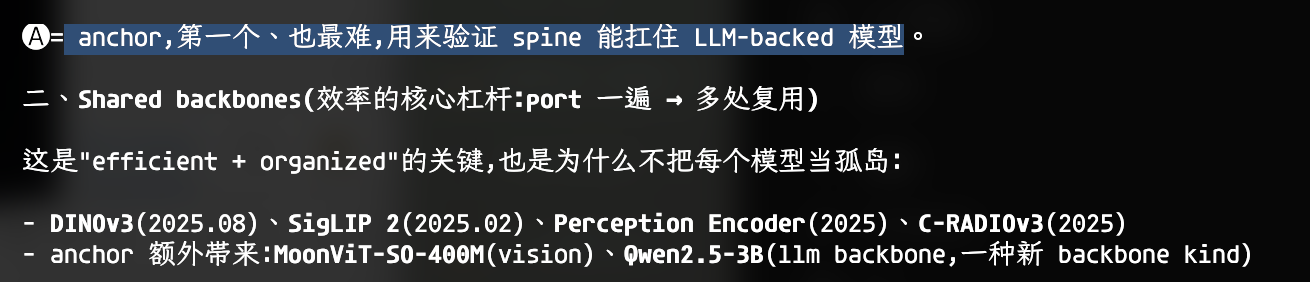 🅐= anchor,第一个、也最难,用来验证 spine 能扛住 LLM-backed 模型。
二、Shared backbones(效率的核心杠杆:port 一遍 → 多处复用)
这是"efficient + organized"的关键,也是为什么不把每个模型当孤岛:
- DINOv3(2025.08)、SigLIP 2(2025.02)、Perception Encoder(2025)、C-RADIOv3(2025)
- anchor 额外带来:MoonViT-SO-400M(vision)、Qwen2.5-3B(llm backbone,一种新 backbone kind)